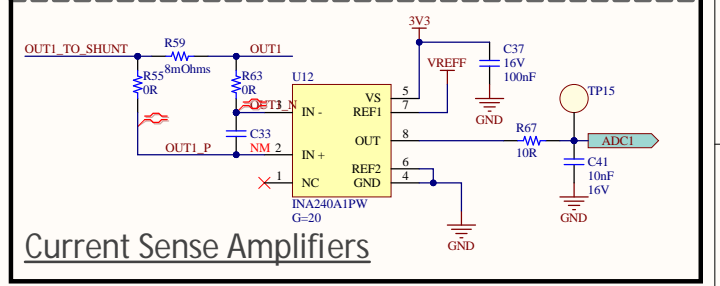 3V3
OUT1_TO_SHUNT
R59
8mOhms
OUT1
VREFF
C37
16V
100nF
R55
0R
R63
0R
U12
TP15
GND
5
VS
OUT1_N
3
IN -
7
REF1
C33
8
OUT
R67
10R
ADC1
OUT1_P
NM
2
IN +
C41
10nF
16V
6
REF2
1
NC
4
GND
GND
INA240A1PW
G=20
GND
Current Sense Amplifiers